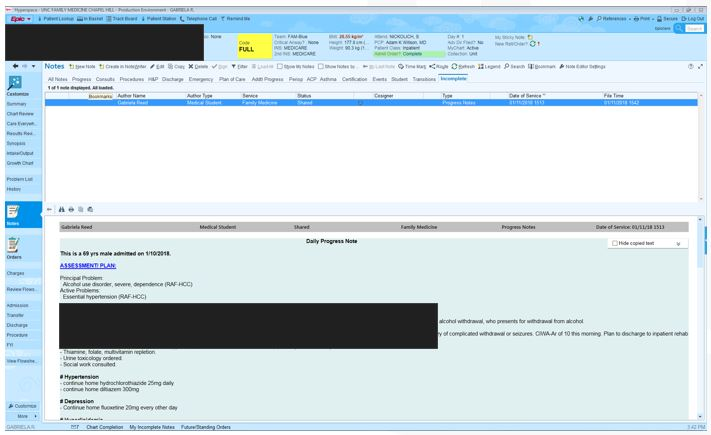 Hyperspace - UNC FAMILY MEDICINE CHAPEL HILL - Production Environment - GABRIELA R.
Epic Patient Lookup In Basket Track Board Patient Station Telephone Call Remind Me References Print Secure Log Out
Epiclaire Search
None
Code
FULL
Team: FAM-Blue
Critical Airway? : None
INS: MEDICARE
2nd INS: MEDICARE
BMI: 28.55 kg/m²
Height: 177.8 cm (...
Weight: 90.3 kg (1...
Attend: NICKOLICH, S
PCP: Adam K Willson, MD
Patient Class: Inpatient
Admit Order?: Complete
Day #: 1
Adv Dir Filed?: No
MyChart: Active
Collection: Unit
My Sticky Note
New Rslt/Order?
Notes New Note Create in NoteWriter Edit Copy Delete Sign Filter Load All Show My Notes Show Notes by ... No Last Note Time Mark Route Refresh Legend Search Bookmark Note Editor Settings
All Notes Progress Consults Procedures H&P Discharge Emergency Plan of Care Addtl Progress Periop ACP Asthma Certification Events Student Transitions Incomplete
1 of 1 note displayed. All loaded.
Bookmarks Author Name Author Type Service Status Cosigner Type Date of Service File Time
Gabriela Reed Medical Student Family Medicine Shared Progress Notes 01/11/2018 1513 01/11/2018 1542
Customize
Summary
Chart Review
Care Everywh...
Results Rev...
Synopsis
Intake/Output
Growth Chart
Problem List
History
Notes
Orders
Charges
Review Flows...
Admission
Transfer
Discharge
Procedure
FYI
View Flowshe...
Customize
More
Gabriela Reed Medical Student Shared Family Medicine Progress Notes Date of Service: 01/11/18 1513
Daily Progress Note
Hide copied text
This is a 69 yrs male admitted on 1/10/2018.
ASSESSMENT/ PLAN:
Principal Problem:
Alcohol use disorder, severe, dependence (RAF-HCC)
Active Problems:
Essential hypertension (RAF-HCC)
alcohol withdrawal, who presents for withdrawal from alcohol
ry of complicated withdrawal or seizures. CIWA-Ar of 10 this morning. Plan to discharge to inpatient rehab
- Thiamine, folate, multivitamin repletion.
- Urine toxicology ordered.
- Social work consulted.
# Hypertension
- continue home hydrochlorothiazide 25mg daily
- continue home diltiazem 300mg
# Depression
- Continue home fluoxetine 20mg every other day
GABRIELA R. Chart Completion My Incomplete Notes Future/Standing Orders 3:42 PM